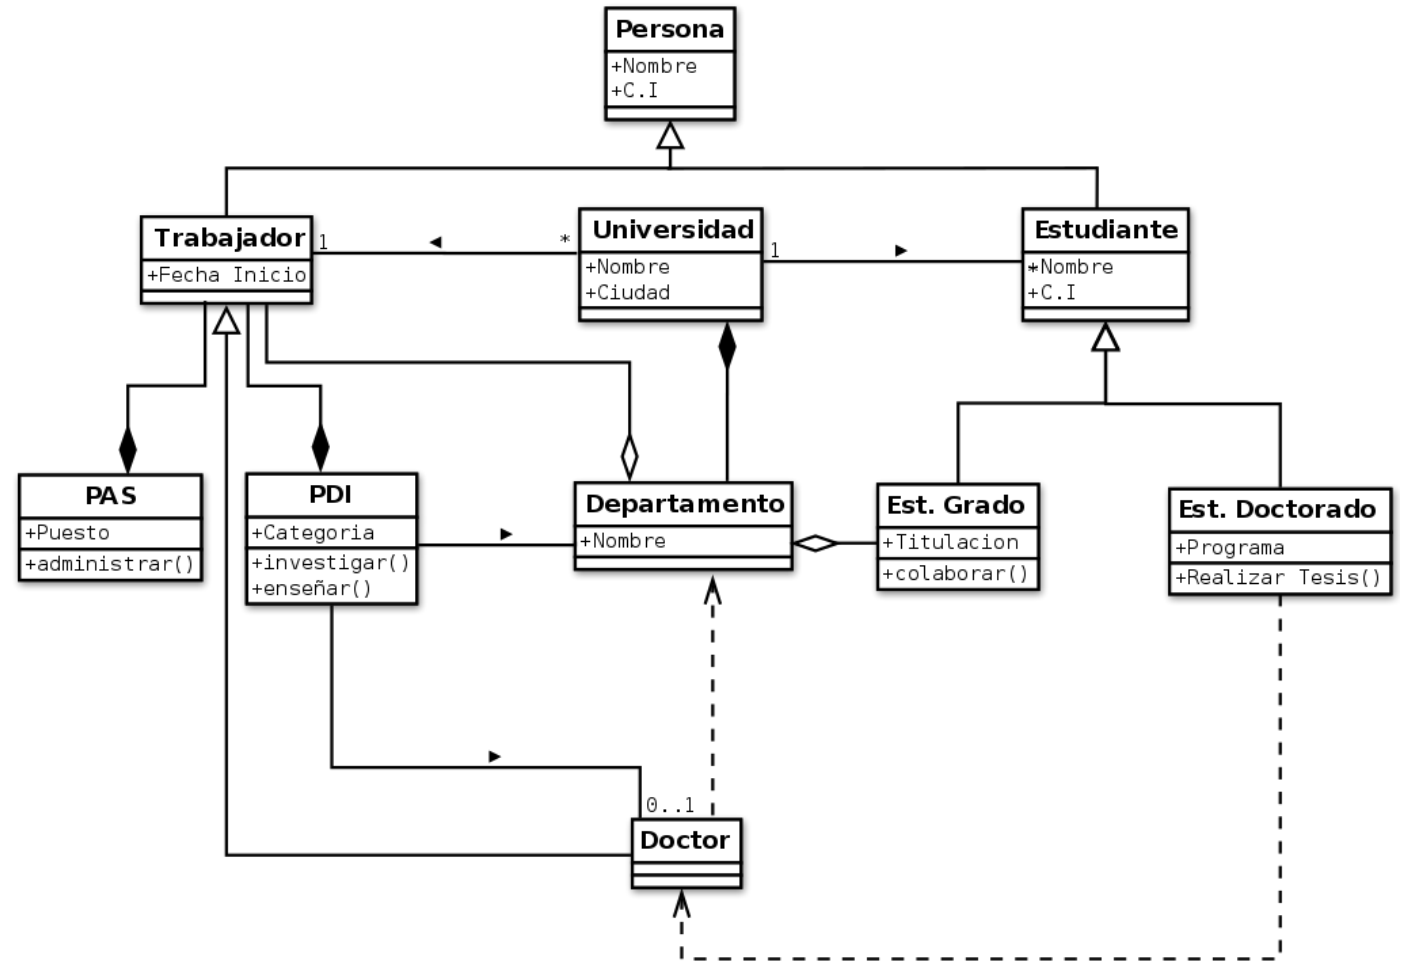 Persona
+Nombre
+C.I
Trabajador
+Fecha Inicio
1
*
Universidad
+Nombre
+Ciudad
1
*
Estudiante
+Nombre
+C.I
PAS
+Puesto
+administrar()
PDI
+Categoria
+investigar()
+enseñar()
Departamento
+Nombre
Est. Grado
+Titulacion
+colaborar()
Est. Doctorado
+Programa
+Realizar Tesis()
0..1
Doctor